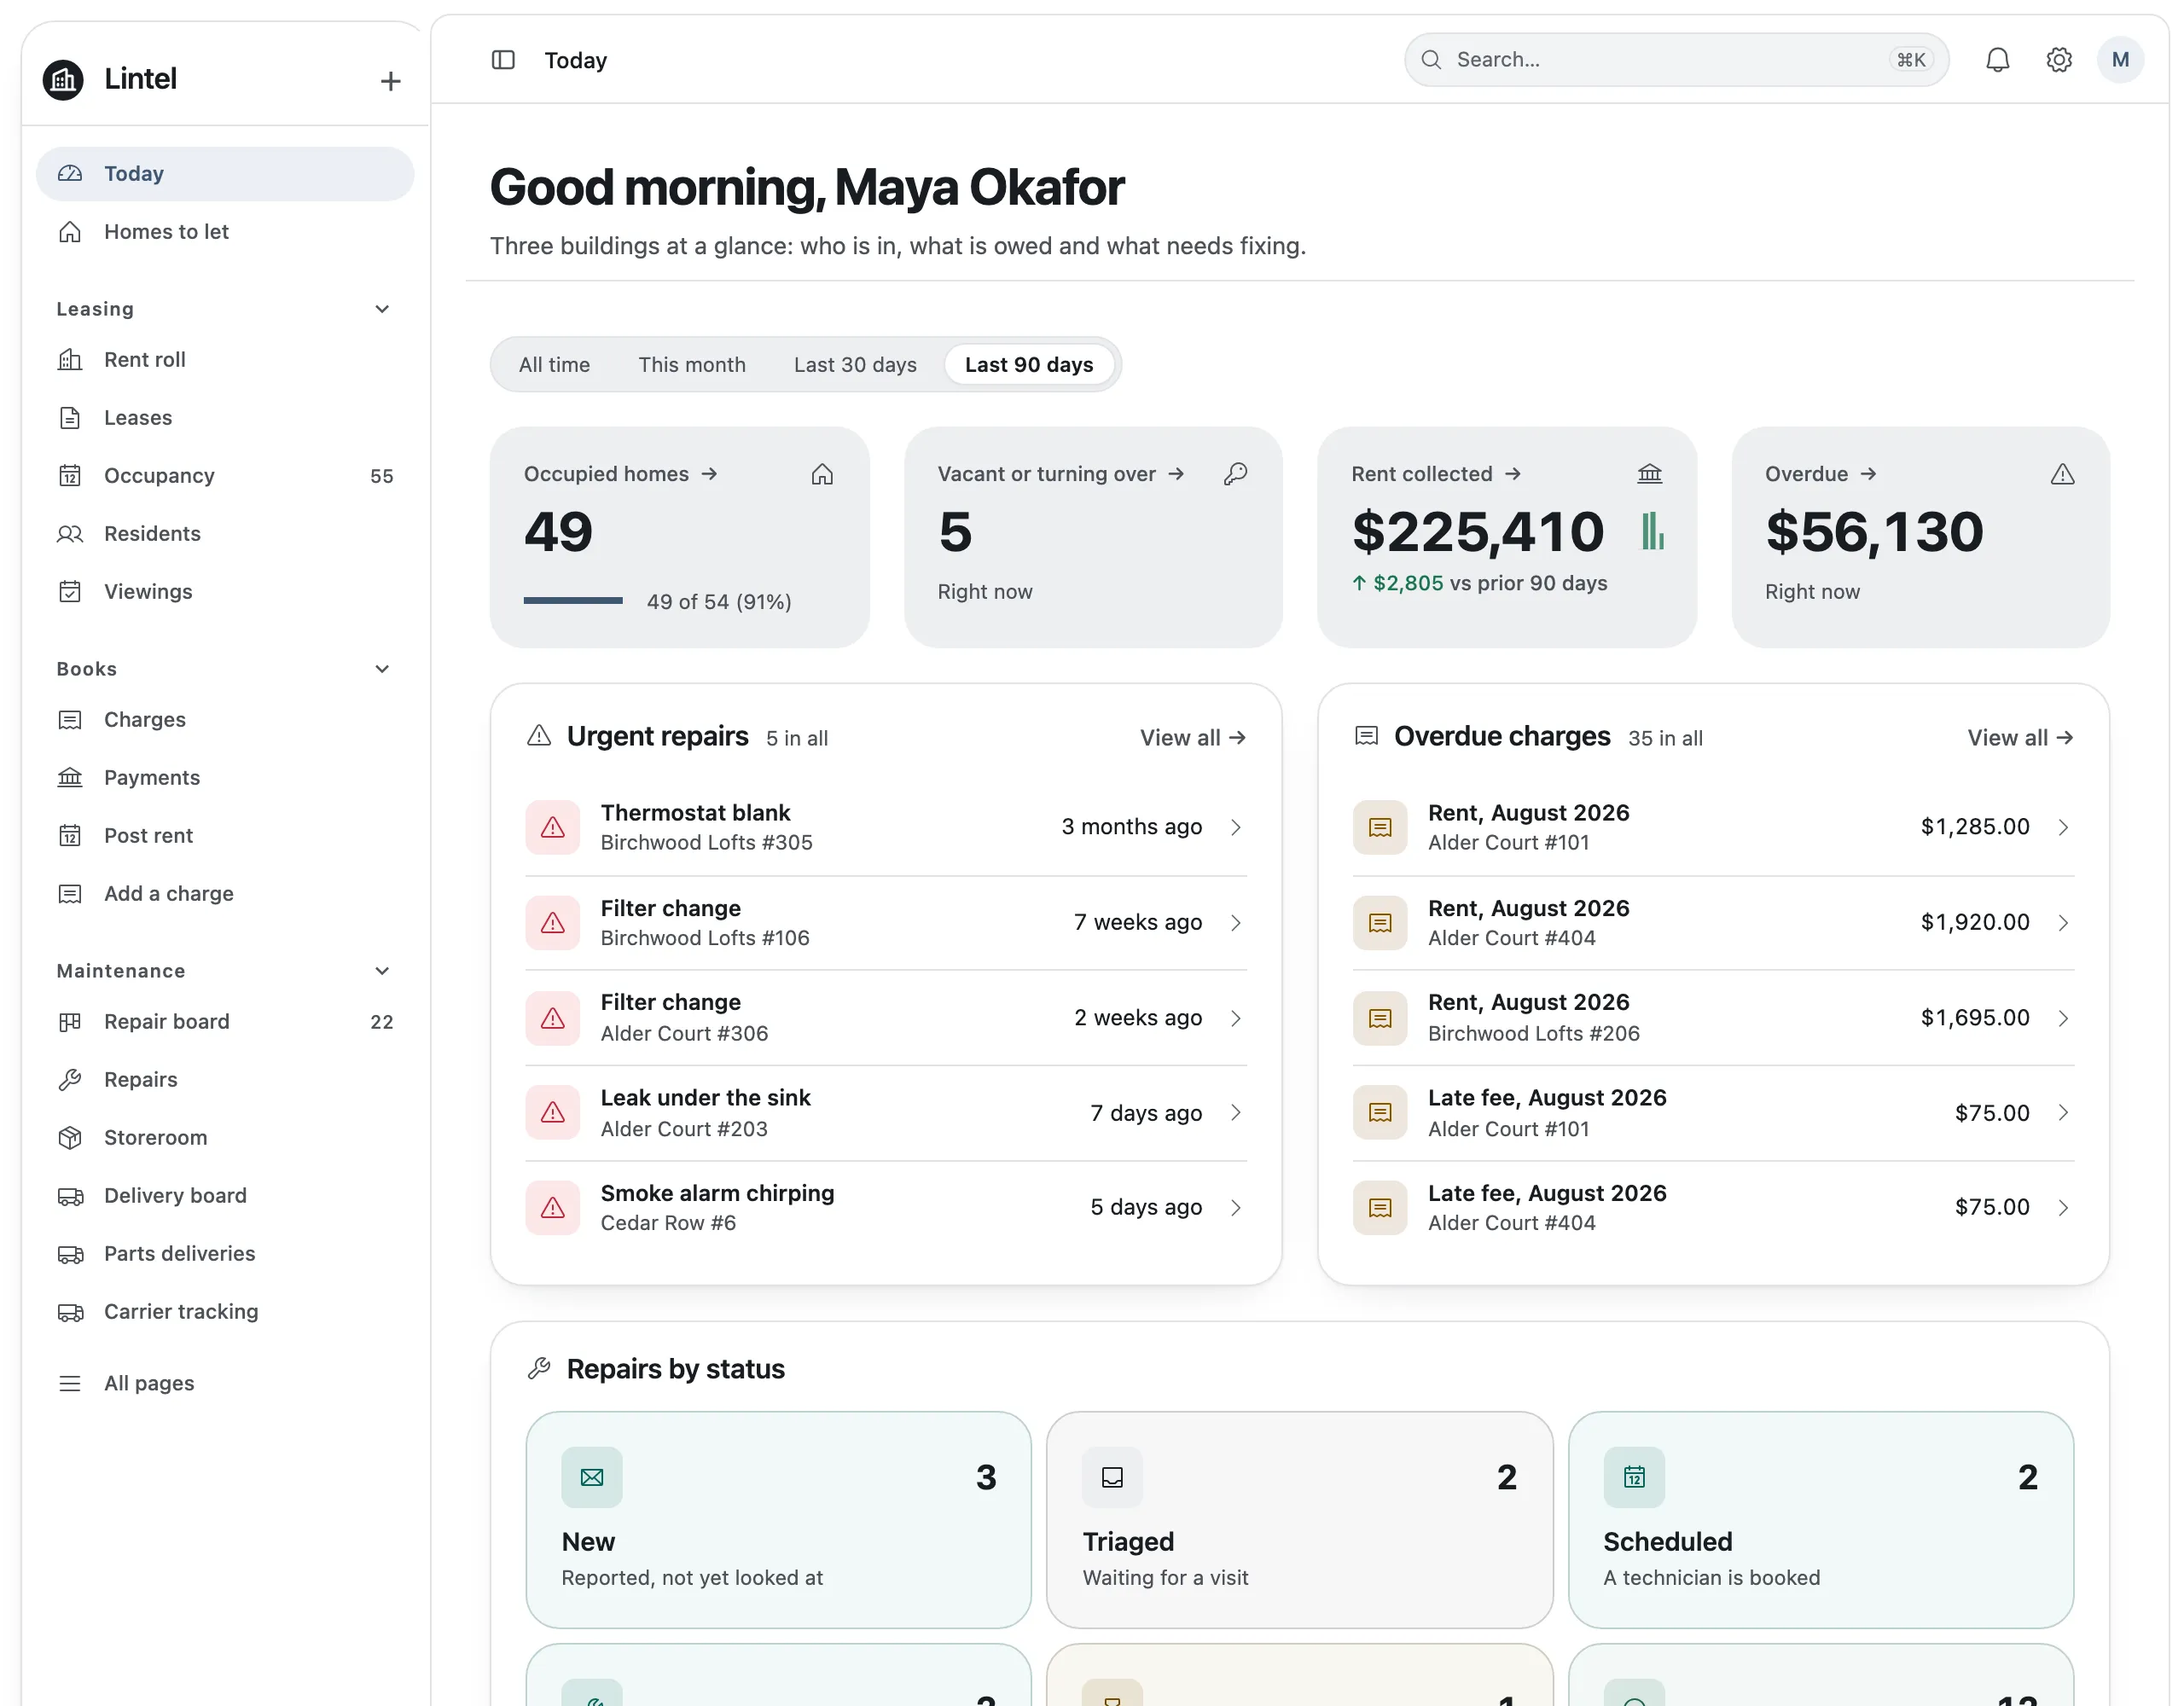 Lintel
Today
Homes to let
Leasing
Rent roll
Leases
Occupancy 55
Residents
Viewings
Books
Charges
Payments
Post rent
Add a charge
Maintenance
Repair board 22
Repairs
Storeroom
Delivery board
Parts deliveries
Carrier tracking
All pages
Today
Search... ⌘K
M
Good morning, Maya Okafor
Three buildings at a glance: who is in, what is owed and what needs fixing.
All time This month Last 30 days Last 90 days
Occupied homes →
49
49 of 54 (91%)
Vacant or turning over →
5
Right now
Rent collected →
$225,410
↑ $2,805 vs prior 90 days
Overdue →
$56,130
Right now
Urgent repairs 5 in all View all →
Thermostat blank
Birchwood Lofts #305
3 months ago
Filter change
Birchwood Lofts #106
7 weeks ago
Filter change
Alder Court #306
2 weeks ago
Leak under the sink
Alder Court #203
7 days ago
Smoke alarm chirping
Cedar Row #6
5 days ago
Overdue charges 35 in all View all →
Rent, August 2026
Alder Court #101
$1,285.00
Rent, August 2026
Alder Court #404
$1,920.00
Rent, August 2026
Birchwood Lofts #206
$1,695.00
Late fee, August 2026
Alder Court #101
$75.00
Late fee, August 2026
Alder Court #404
$75.00
Repairs by status
3
New
Reported, not yet looked at
2
Triaged
Waiting for a visit
2
Scheduled
A technician is booked